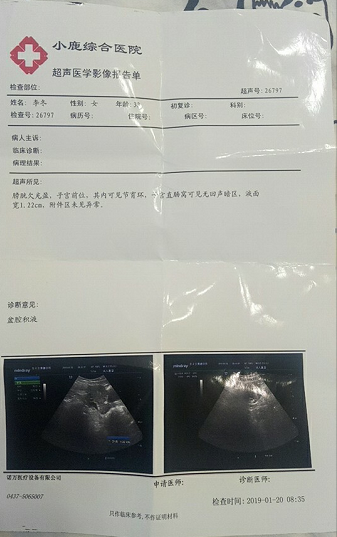 小鹿综合医院
超声医学影像报告单
检查部位: 超声号: 26797
姓名: 李冬 性别: 女 年龄: 3 初复诊: 科别:
检查号: 26797 病历号: 住院号: 病区号: 床位号:
病人主诉:
临床诊断:
病理结果:
超声所见:
膀胱欠充盈, 子宫前位, 其内可见节育环, 子宫直肠窝可见无回声暗区, 液面
宽1.22cm, 附件区未见异常。
诊断意见:
盆腔积液
诺万医疗设备有限公司
申请医师: 诊断医师:
0437-5065007
检查时间: 2019-01-20 08:35
只作临床参考, 不作证明材料